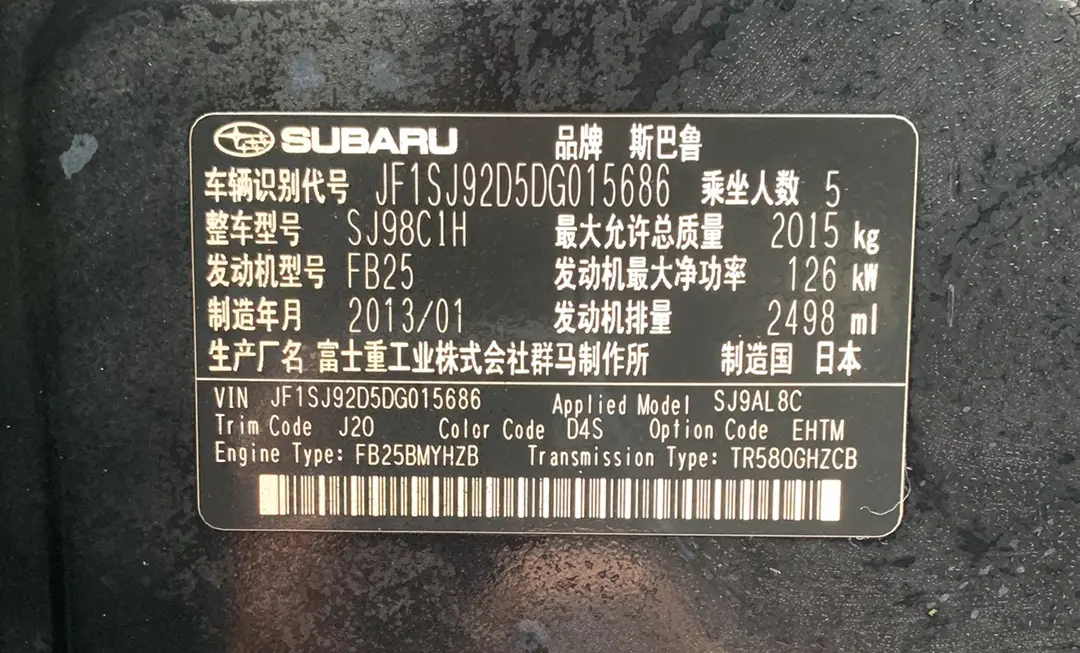 SUBARU 品牌 斯巴鲁
车辆识别代号 JF1SJ92D5DG015686 乘坐人数 5
整车型号 SJ98C1H 最大允许总质量 2015 kg
发动机型号 FB25 发动机最大净功率 126 kW
制造年月 2013/01 发动机排量 2498 ml
生产厂名 富士重工业株式会社群马制作所 制造国 日本
VIN JF1SJ92D5DG015686 Applied Model SJ9AL8C
Trim Code J20 Color Code D4S Option Code EHTM
Engine Type: FB25BMYHZB Transmission Type: TR580GHZCB